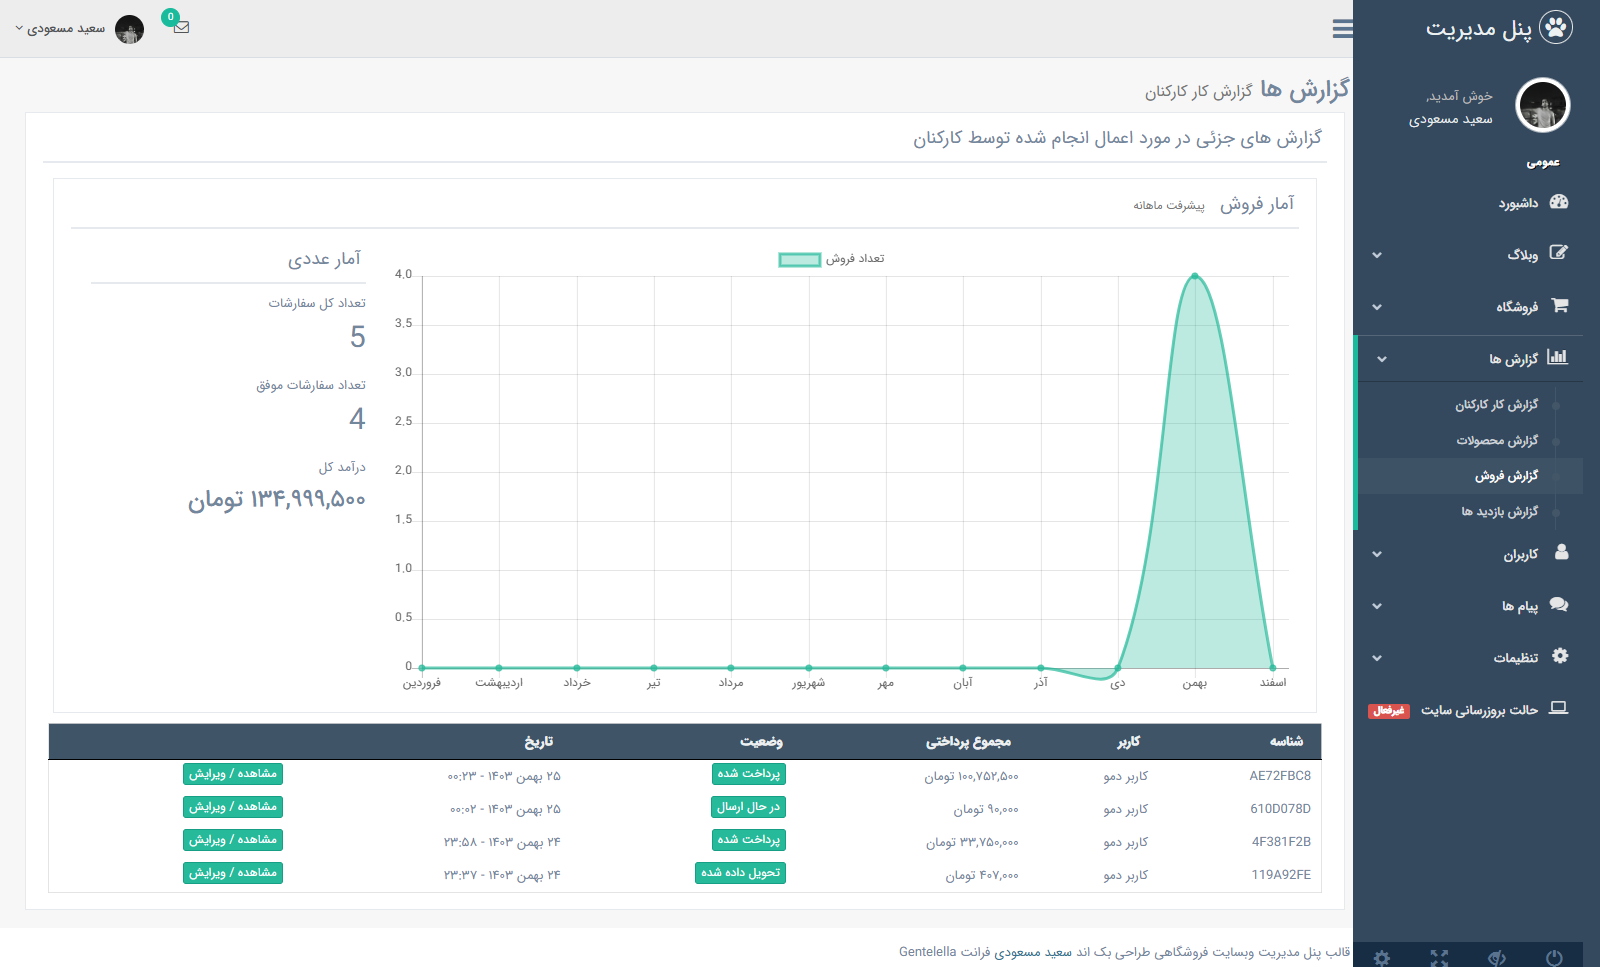 پنل مدیریت
خوش آمدید,
سعید مسعودی
عمومی
داشبورد
وبلاگ
فروشگاه
گزارش ها
گزارش کار کارکنان
گزارش محصولات
گزارش فروش
گزارش بازدید ها
کاربران
پیام ها
تنظیمات
حالت بروزرسانی سایت غیرفعال
0
سعید مسعودی
گزارش ها گزارش کار کارکنان
گزارش های جزئی در مورد اعمال انجام شده توسط کارکنان
آمار فروش پیشرفت ماهانه
تعداد فروش
4.0
3.5
3.0
2.5
2.0
1.5
1.0
0.5
0
فروردین اردیبهشت خرداد تیر مرداد شهریور مهر آبان آذر دی بهمن اسفند
آمار عددی
تعداد کل سفارشات
5
تعداد سفارشات موفق
4
درآمد کل
۱۳۴,۹۹۹,۵۰۰ تومان
شناسه کاربر مجموع پرداختی وضعیت تاریخ
AE72FBC8 کاربر دمو ۱۰۰,۷۵۲,۵۰۰ تومان پرداخت شده ۲۵ بهمن ۱۴۰۳ - ۰۰:۲۳ مشاهده / ویرایش
610D078D کاربر دمو ۹۰,۰۰۰ تومان در حال ارسال ۲۵ بهمن ۱۴۰۳ - ۰۰:۰۲ مشاهده / ویرایش
4F381F2B کاربر دمو ۳۳,۷۵۰,۰۰۰ تومان پرداخت شده ۲۴ بهمن ۱۴۰۳ - ۲۳:۵۸ مشاهده / ویرایش
119A92FE کاربر دمو ۴۰۷,۰۰۰ تومان تحویل داده شده ۲۴ بهمن ۱۴۰۳ - ۲۳:۳۷ مشاهده / ویرایش
قالب پنل مدیریت وبسایت فروشگاهی طراحی بک اند سعید مسعودی فرانت Gentelella